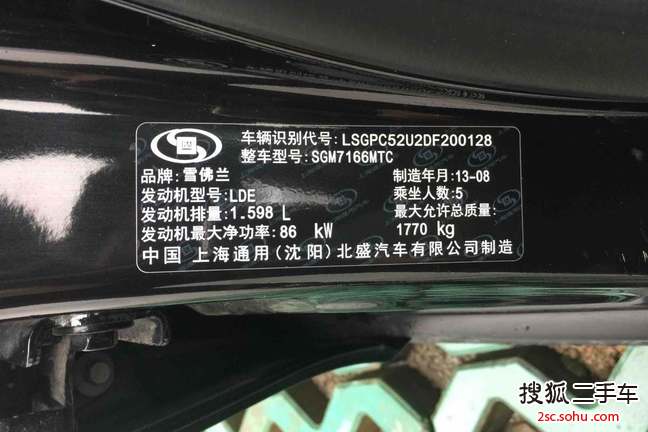 车辆识别代号: LSGPC52U2DF200128
整车型号: SGM7166MTC
品牌: 雪佛兰 制造年月: 13-08
发动机型号: LDE 乘坐人数: 5
发动机排量: 1.598 L 最大允许总质量:
发动机最大净功率: 86 kW 1770 kg
中国 上海通用(沈阳)北盛汽车有限公司制造
搜狐二手车
2sc.sohu.com